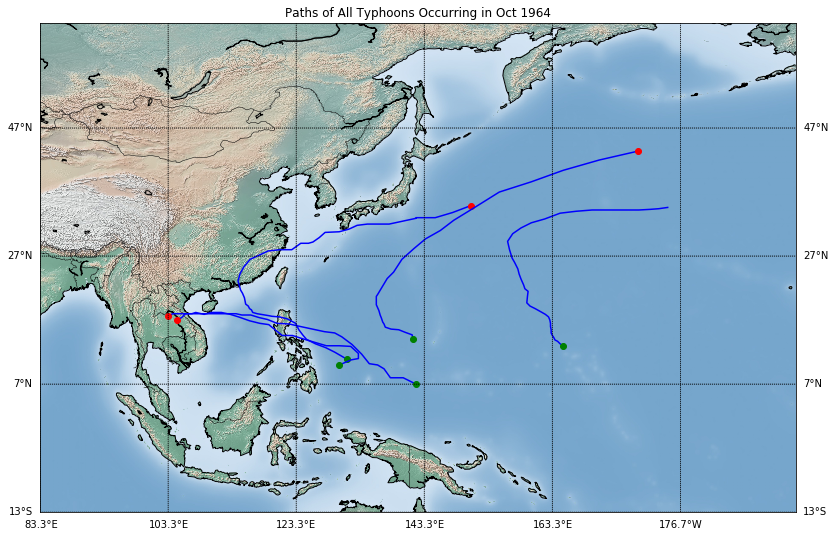 Paths of All Typhoons Occurring in Oct 1964
47°N 47°N
27°N 27°N
7°N 7°N
13°S 13°S
83.3°E 103.3°E 123.3°E 143.3°E 163.3°E 176.7°W